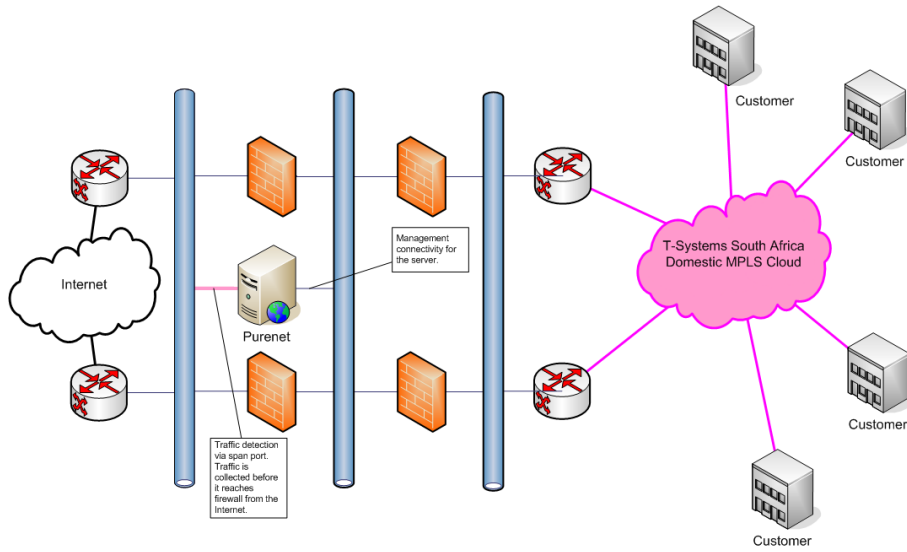 Customer
Customer
Management
connectivity for
the server.
T-Systems South Africa
Domestic MPLS Cloud
Internet
Purenet
Customer
Traffic detection
via span port.
Traffic is
collected before
it reaches
firewall from the
Internet.
Customer